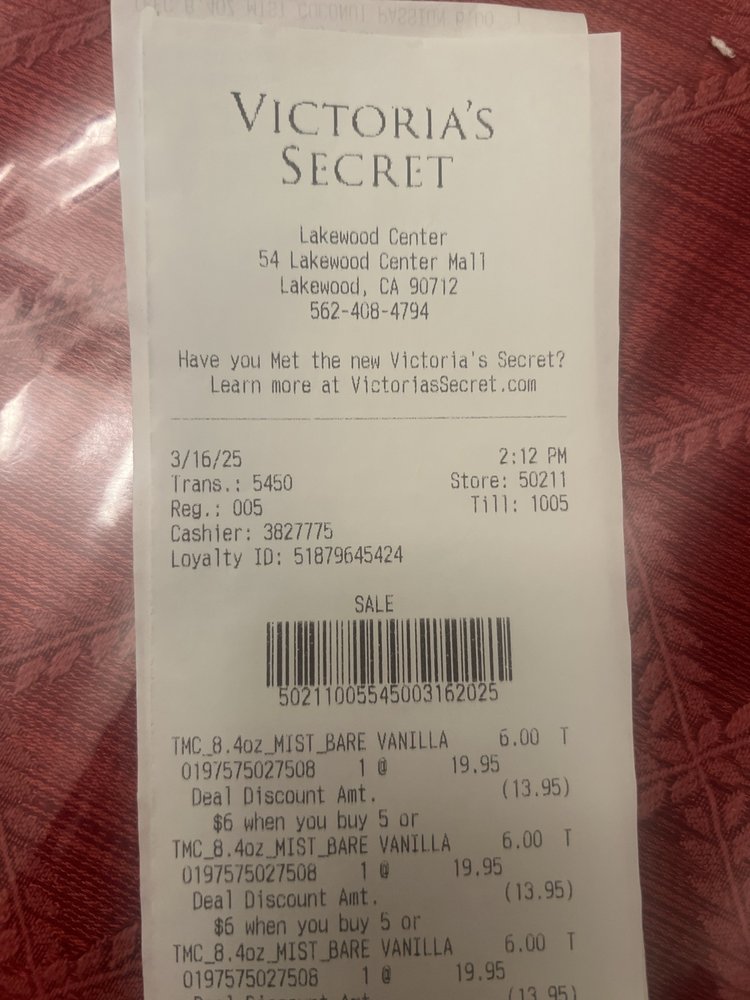 VICTORIA'S
SECRET
Lakewood Center
54 Lakewood Center Mall
Lakewood, CA 90712
562-408-4794
Have you Met the new Victoria's Secret?
Learn more at VictoriasSecret.com
3/16/25 2:12 PM
Trans.: 5450 Store: 50211
Reg.: 005 Till: 1005
Cashier: 3827775
Loyalty ID: 51879645424
SALE
50211005545003162025
TMC_8.4oz_MIST_BARE VANILLA 6.00 T
0197575027508 1 @ 19.95
Deal Discount Amt. (13.95)
$6 when you buy 5 or
TMC_8.4oz_MIST_BARE VANILLA 6.00 T
0197575027508 1 @ 19.95
Deal Discount Amt. (13.95)
$6 when you buy 5 or
TMC_8.4oz_MIST_BARE VANILLA 6.00 T
0197575027508 1 @ 19.95
Deal Discount Amt. (13.95)